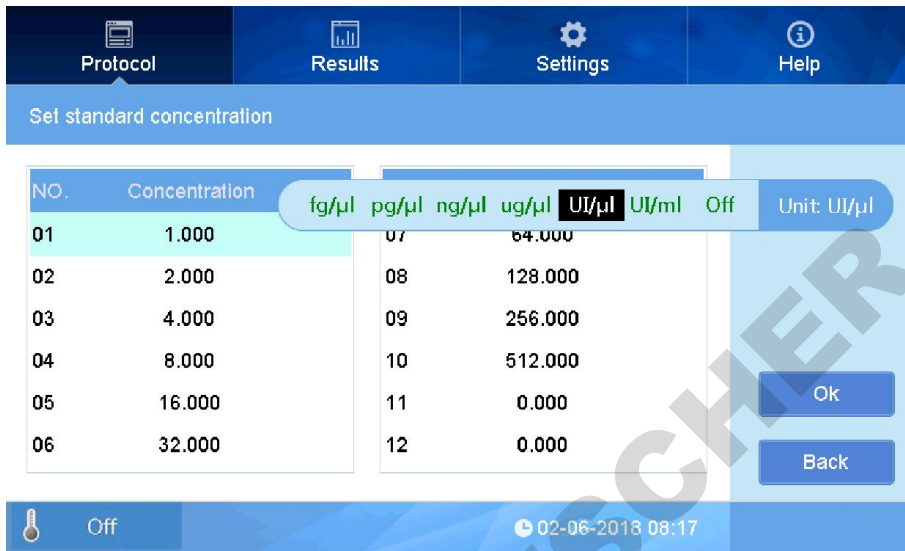 Protocol Results Settings Help
Set standard concentration
NO. Concentration
fg/µl pg/µl ng/µl ug/µl UI/µl UI/ml Off Unit: UI/µl
01 1.000 07 64.000
02 2.000 08 128.000
03 4.000 09 256.000
04 8.000 10 512.000
05 16.000 11 0.000
06 32.000 12 0.000
Ok
Back
Off 02-06-2018 08:17
SCHER